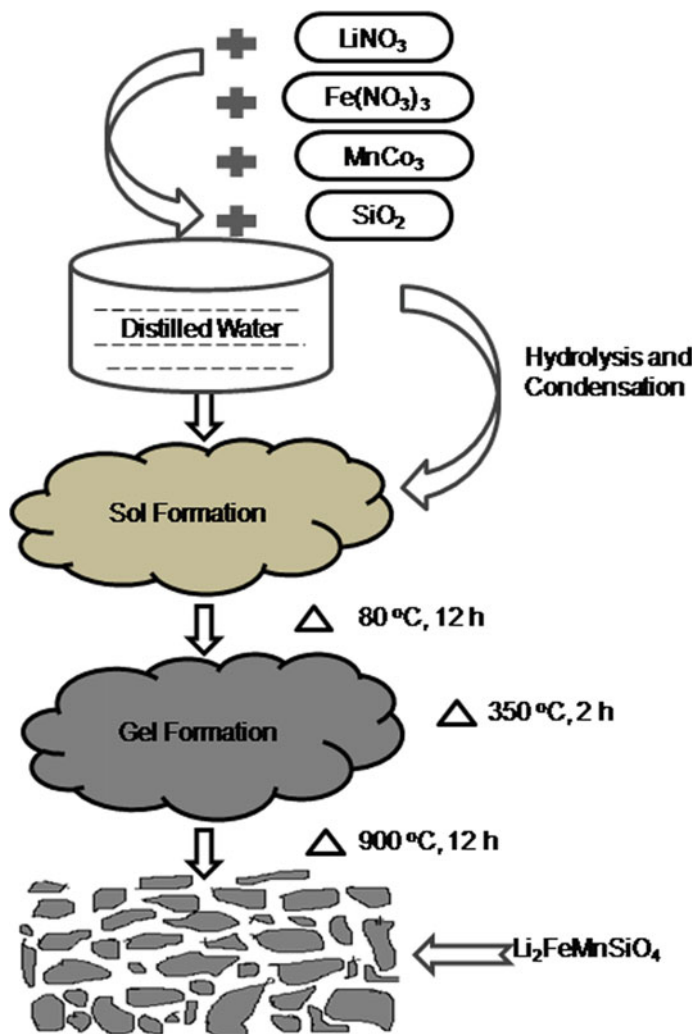 LiNO₃
Fe(NO₃)₃
MnCo₃
SiO₂
Distilled Water
Hydrolysis and
Condensation
Sol Formation
80 ºC, 12 h
Gel Formation
350 ºC, 2 h
900 ºC, 12 h
Li₂FeMnSiO₄